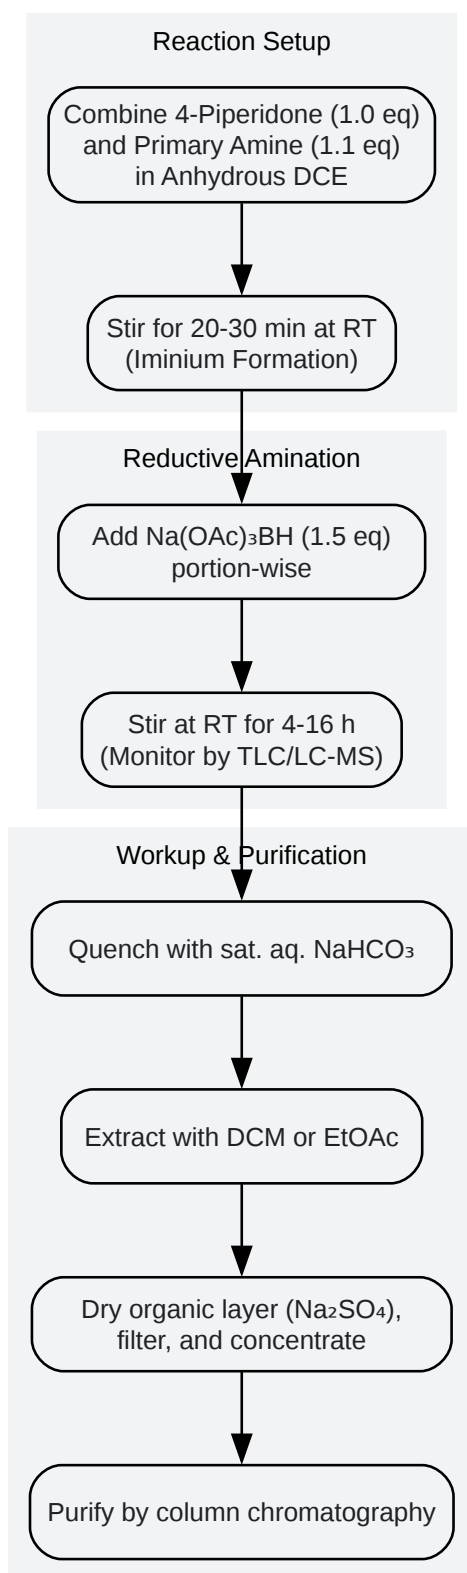 Reaction Setup
Combine 4-Piperidone (1.0 eq)
and Primary Amine (1.1 eq)
in Anhydrous DCE
Stir for 20-30 min at RT
(Iminium Formation)
Reductive Amination
Add Na(OAc)₃BH (1.5 eq)
portion-wise
Stir at RT for 4-16 h
(Monitor by TLC/LC-MS)
Workup & Purification
Quench with sat. aq. NaHCO₃
Extract with DCM or EtOAc
Dry organic layer (Na₂SO₄),
filter, and concentrate
Purify by column chromatography